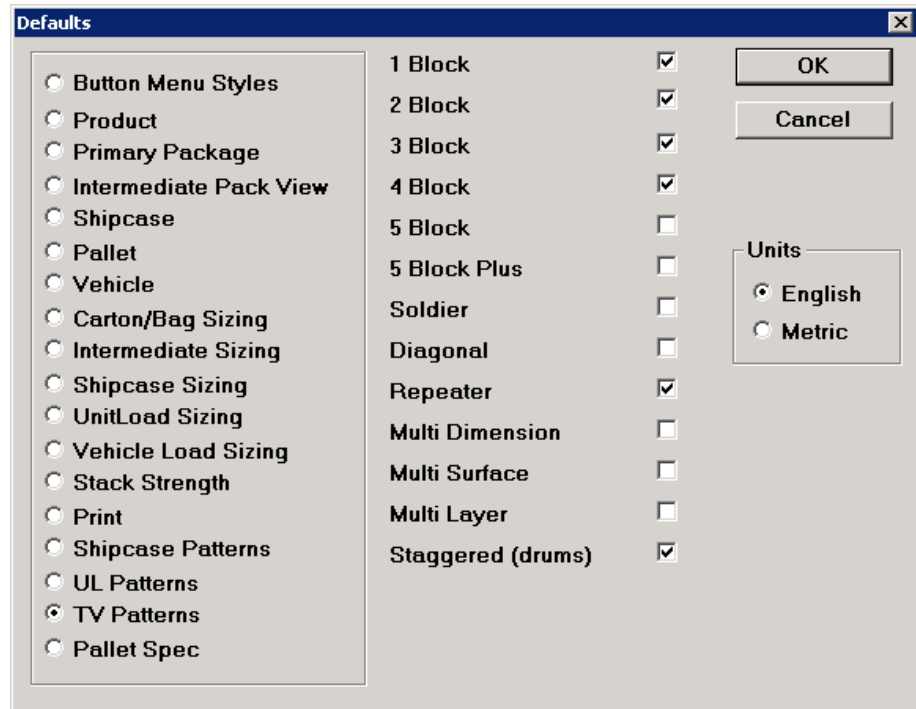 Defaults
Button Menu Styles
Product
Primary Package
Intermediate Pack View
Shipcase
Pallet
Vehicle
Carton/Bag Sizing
Intermediate Sizing
Shipcase Sizing
UnitLoad Sizing
Vehicle Load Sizing
Stack Strength
Print
Shipcase Patterns
UL Patterns
TV Patterns
Pallet Spec
1 Block
2 Block
3 Block
4 Block
5 Block
5 Block Plus
Soldier
Diagonal
Repeater
Multi Dimension
Multi Surface
Multi Layer
Staggered (drums)
OK
Cancel
Units
English
Metric